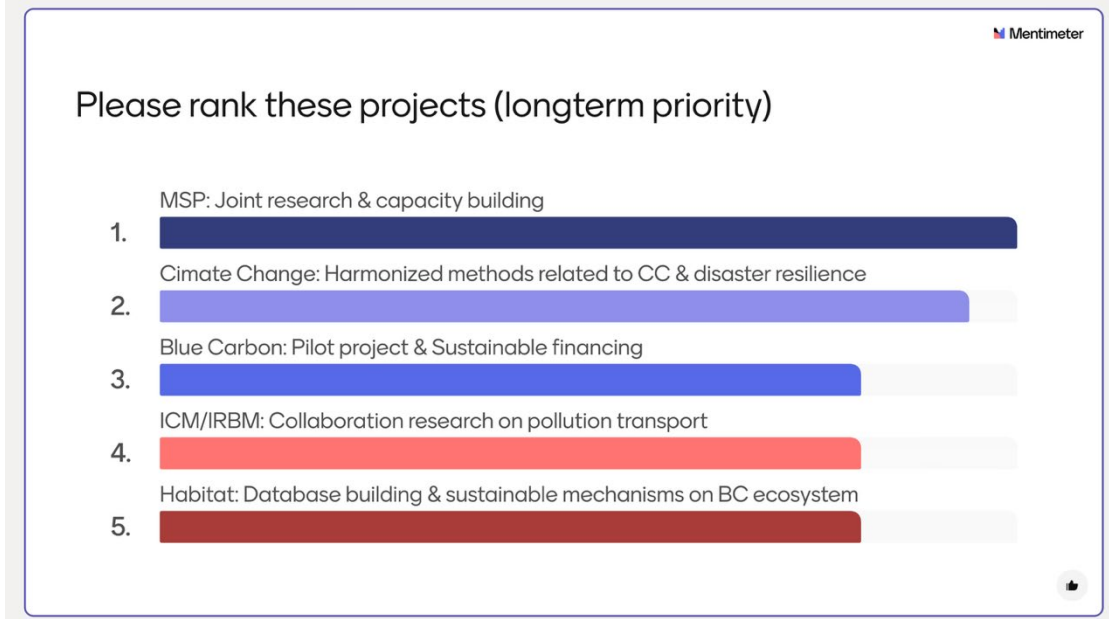 Mentimeter
Please rank these projects (longterm priority)
MSP: Joint research & capacity building
1.
Cimate Change: Harmonized methods related to CC & disaster resilience
2.
Blue Carbon: Pilot project & Sustainable financing
3.
ICM/IRBM: Collaboration research on pollution transport
4.
Habitat: Database building & sustainable mechanisms on BC ecosystem
5.